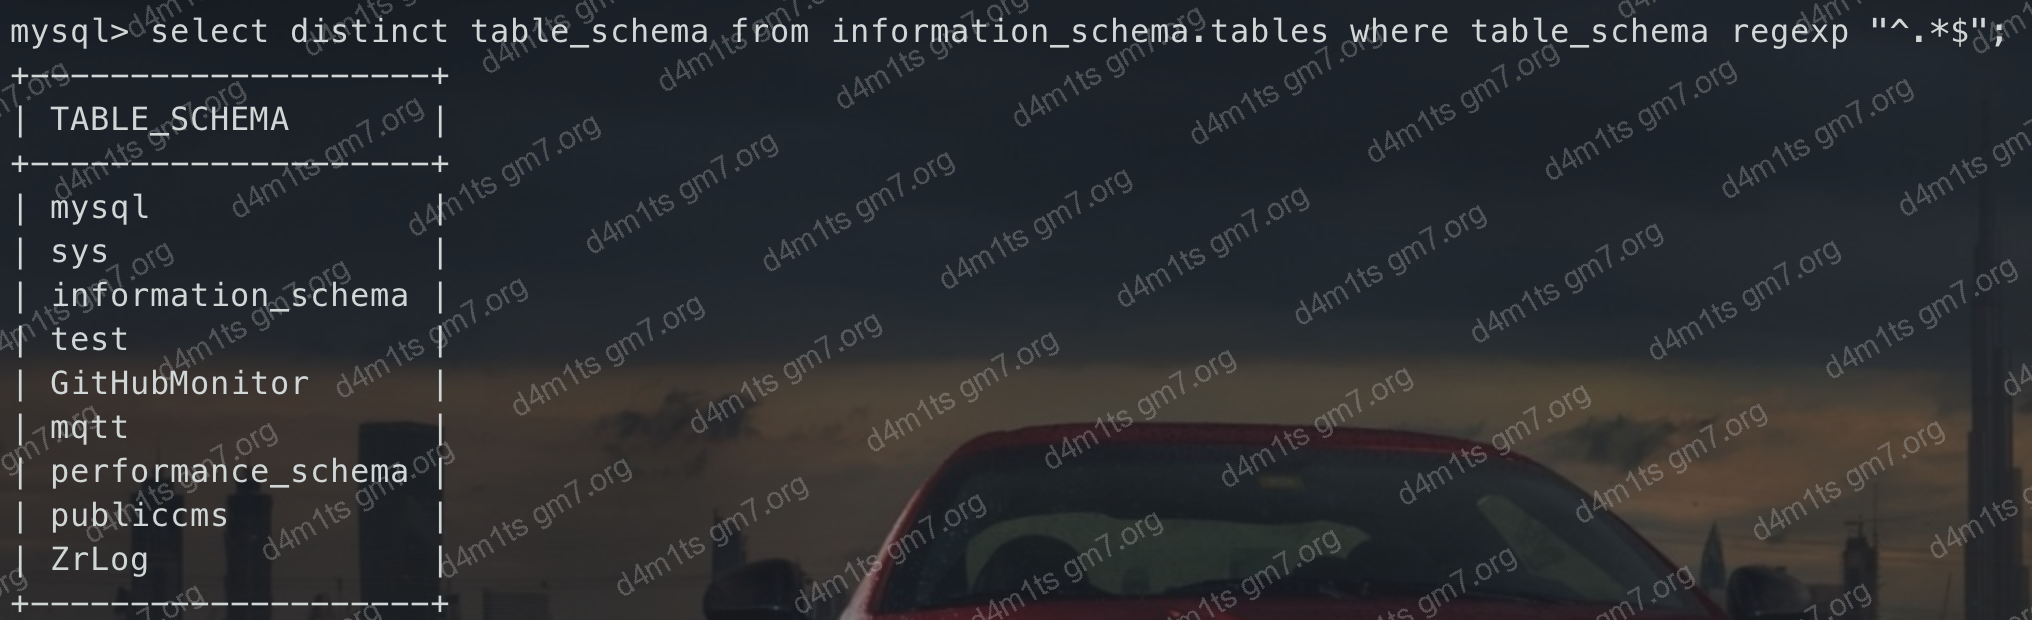 mysql> select distinct table_schema from information_schema.tables where table_schema regexp "^.*$";
+--------------------+
| TABLE_SCHEMA       |
+--------------------+
| mysql              |
| sys                |
| information_schema |
| test               |
| GitHubMonitor      |
| mqtt               |
| performance_schema |
| publiccms          |
| ZrLog              |
+--------------------+
d4m1ts gm7.org